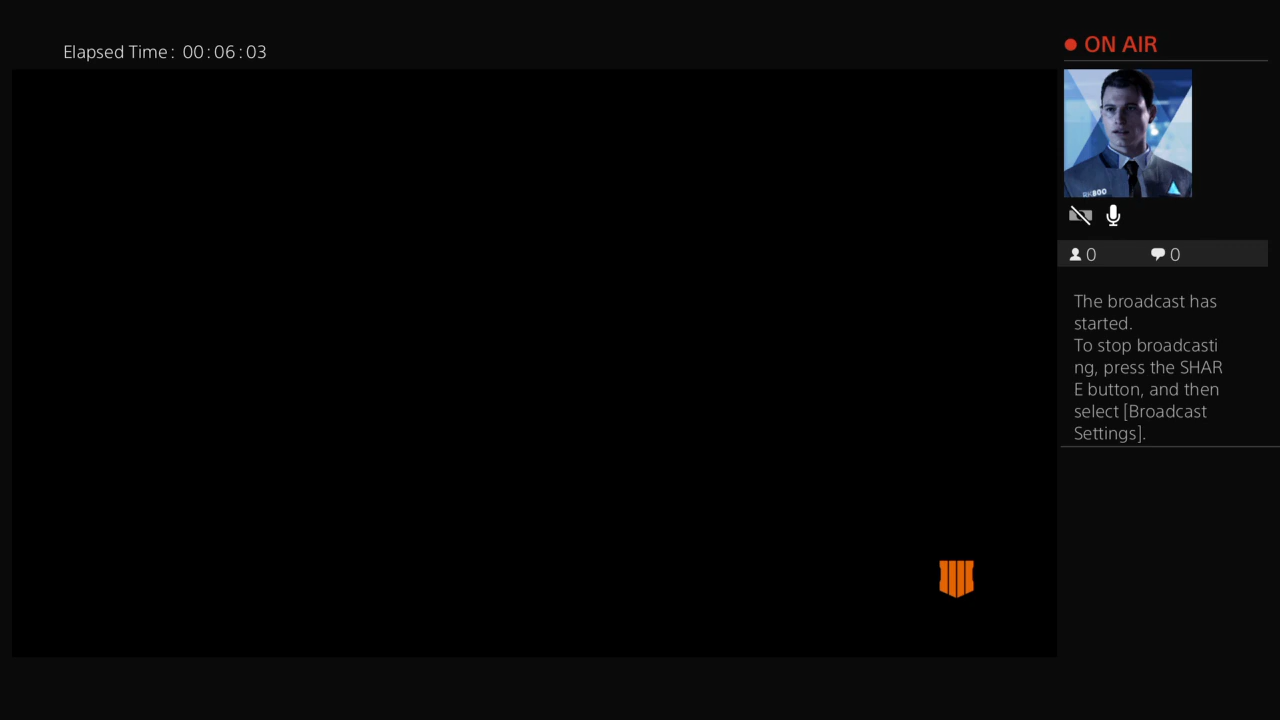 Elapsed Time: 00:06:03
ON AIR
800
0
0
The broadcast has
started.
To stop broadcasti
ng, press the SHAR
E button, and then
select [Broadcast
Settings].